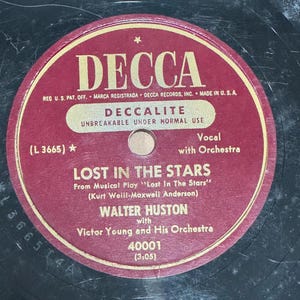 DECCA
REG. U. S. PAT. OFF. • MARCA REGISTRADA • DECCA RECORDS, INC. • MADE IN U. S. A.
DECCALITE
UNBREAKABLE UNDER NORMAL USE
(L 3665) ★
Vocal
with Orchestra
LOST IN THE STARS
From Musical Play "Lost In The Stars"
(Kurt Weill-Maxwell Anderson)
WALTER HUSTON
with
Victor Young and His Orchestra
40001
(3:05)